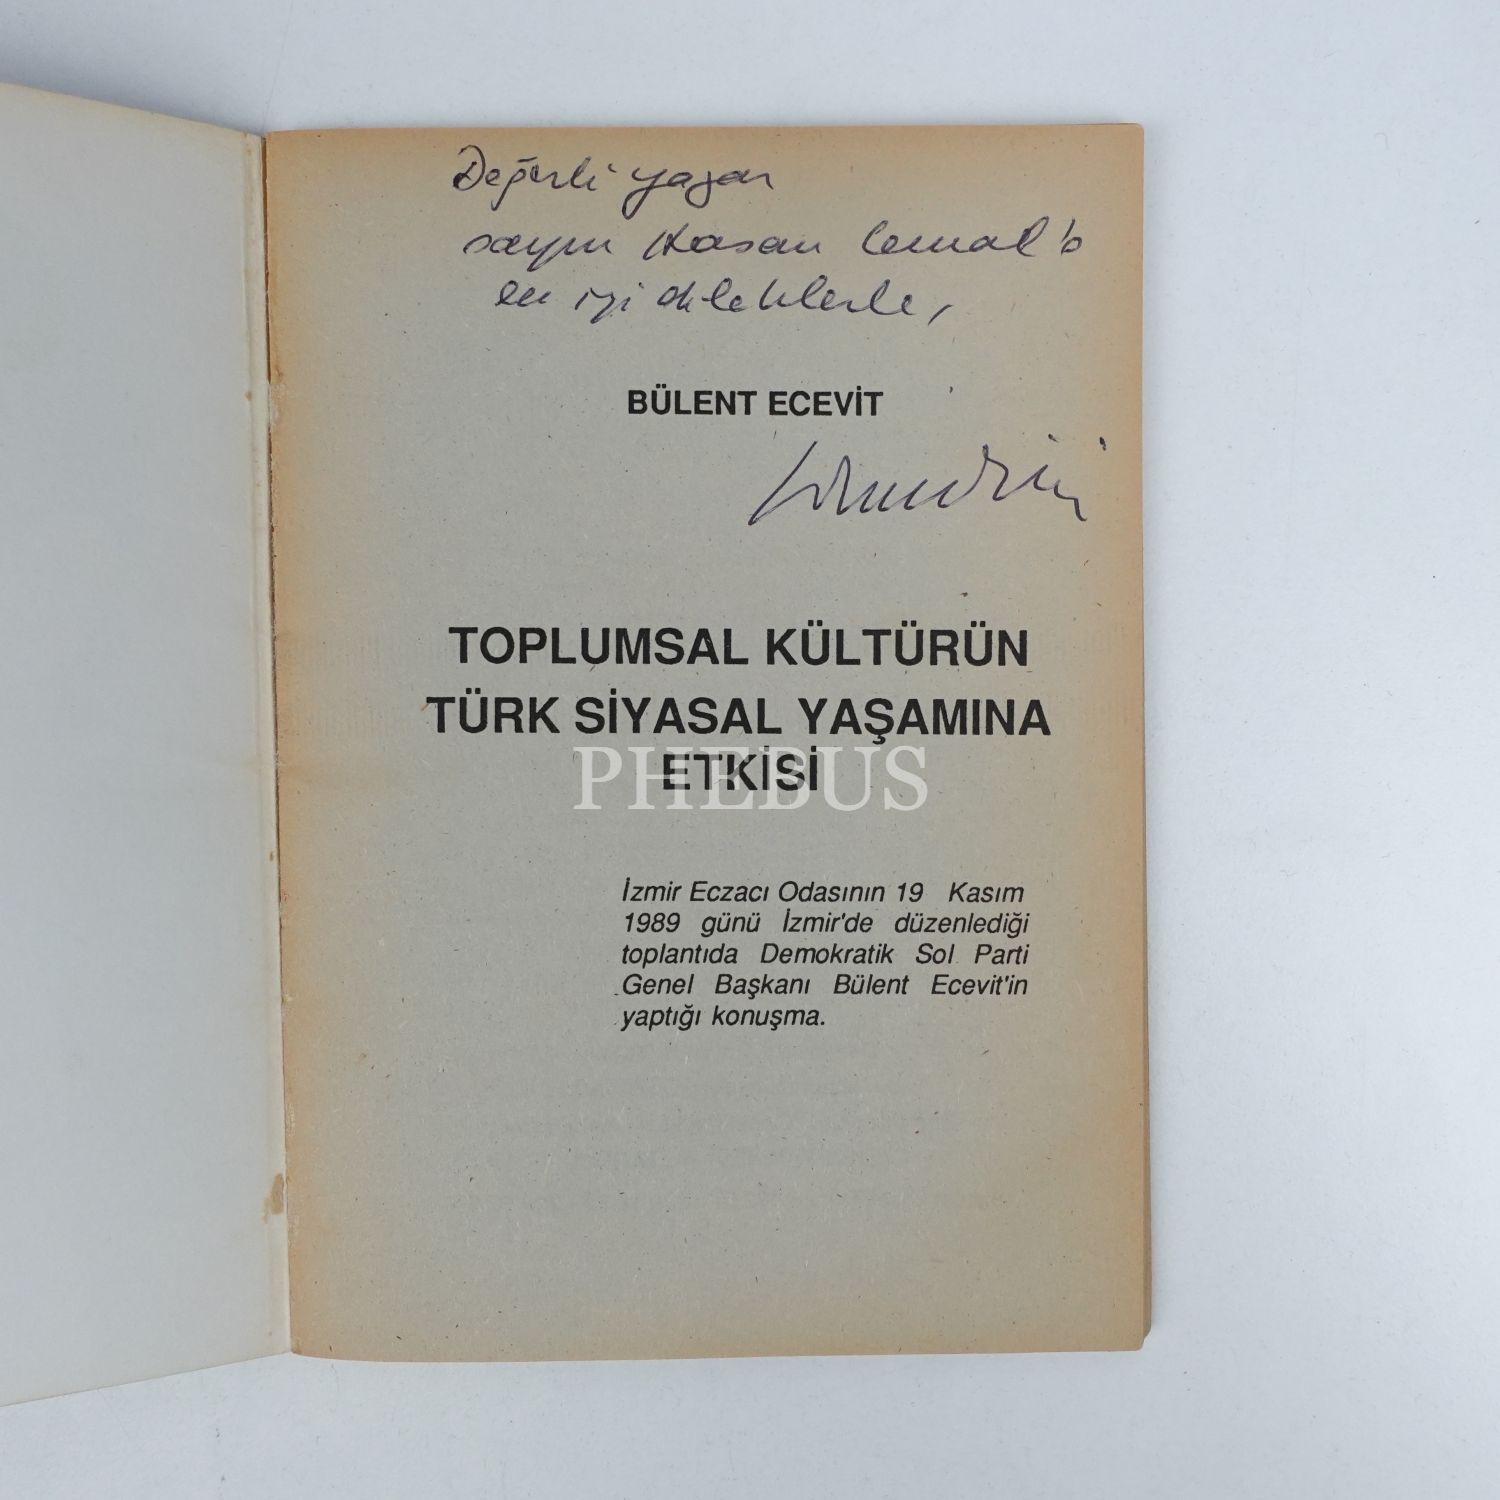 Değerli yazar
sayın Hasan Cemal'e
en iyi dileklerle,
BÜLENT ECEVİT
TOPLUMSAL KÜLTÜRÜN
TÜRK SİYASAL YAŞAMINA
ETKİSİ
PHEBUS
İzmir Eczacı Odasının 19 Kasım
1989 günü İzmir'de düzenlediği
toplantıda Demokratik Sol Parti
Genel Başkanı Bülent Ecevit'in
yaptığı konuşma.